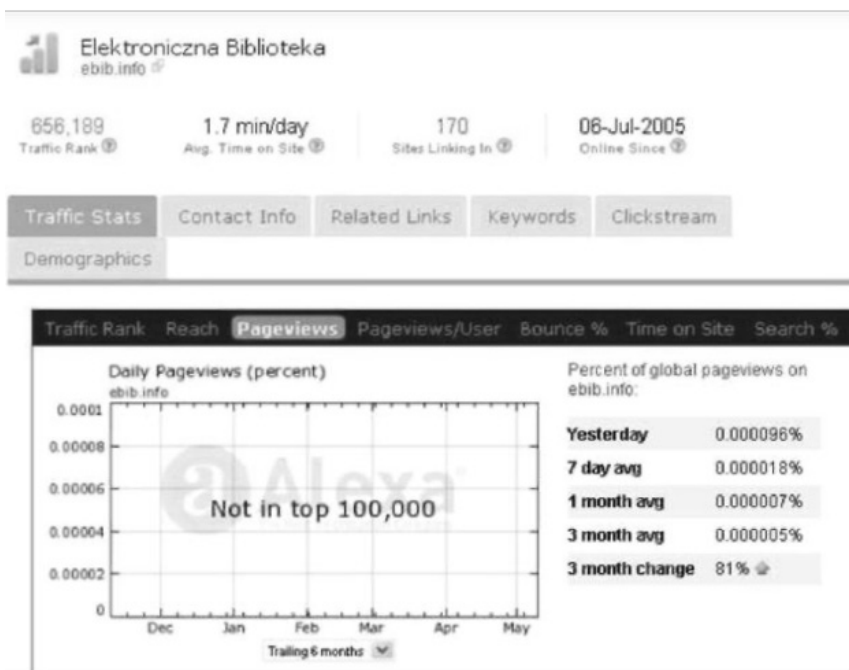 Elektroniczna Biblioteka
ebib.info
656,189 1.7 min/day 170 06-Jul-2005
Traffic Rank Avg. Time on Site Sites Linking In Online Since
Traffic Stats Contact Info Related Links Keywords Clickstream
Demographics
Traffic Rank Reach Pageviews Pageviews/User Bounce % Time on Site Search %
Daily Pageviews (percent)
ebib.info
0.0001
0.00008
0.00006
0.00004
0.00002
0
Alexa
Not in top 100,000
Dec Jan Feb Mar Apr May
Trailing 6 months
Percent of global pageviews on
ebib.info:
Yesterday 0.000096%
7 day avg 0.000018%
1 month avg 0.000007%
3 month avg 0.000005%
3 month change 81%